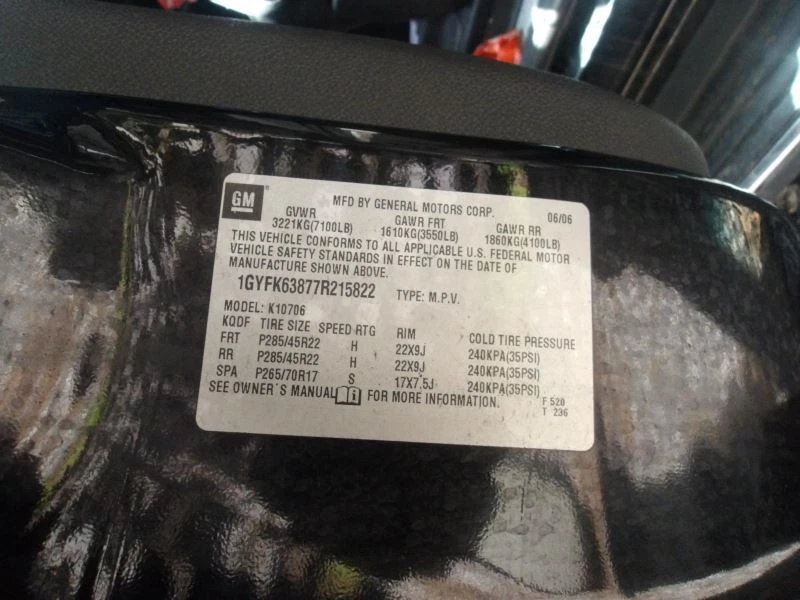 GM
MFD BY GENERAL MOTORS CORP. 06/06
GVWR GAWR FRT GAWR RR
3221KG(7100LB) 1610KG(3550LB) 1860KG(4100LB)
THIS VEHICLE CONFORMS TO ALL APPLICABLE U.S. FEDERAL MOTOR
VEHICLE SAFETY STANDARDS IN EFFECT ON THE DATE OF
MANUFACTURE SHOWN ABOVE.
1GYFK63877R215822 TYPE: M.P.V.
MODEL: K10706
KQDF TIRE SIZE SPEED RTG RIM COLD TIRE PRESSURE
FRT P285/45R22 H 22X9J 240KPA(35PSI)
RR P285/45R22 H 22X9J 240KPA(35PSI)
SPA P265/70R17 S 17X7.5J 240KPA(35PSI)
SEE OWNER'S MANUAL i FOR MORE INFORMATION.
F 520
T 236